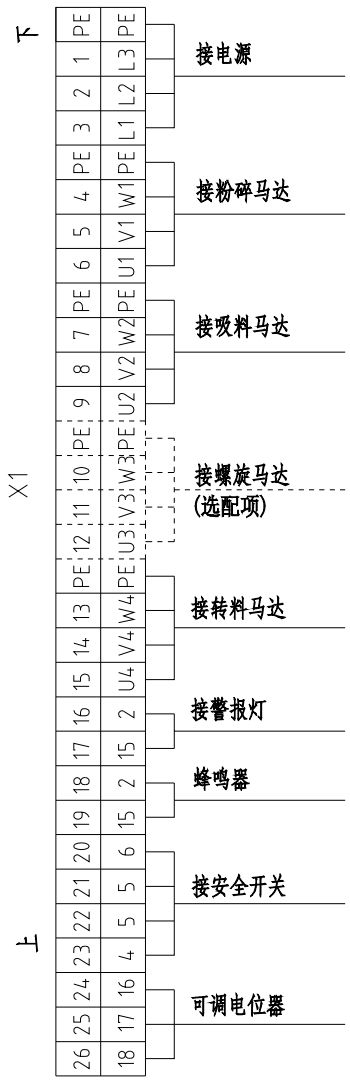 X1
下
PE PE
1 L3
2 L2
3 L1
接电源
PE PE
4 W1
5 V1
6 U1
接粉碎马达
PE PE
7 W2
8 V2
9 U2
接吸料马达
PE PE
10 W3
11 V3
12 U3
接螺旋马达
(选配项)
PE PE
13 W4
14 V4
15 U4
接转料马达
16 2
17 15
接警报灯
18 2
19 15
蜂鸣器
20 6
21 5
22 5
23 4
接安全开关
上
24 16
25 17
26 18
可调电位器